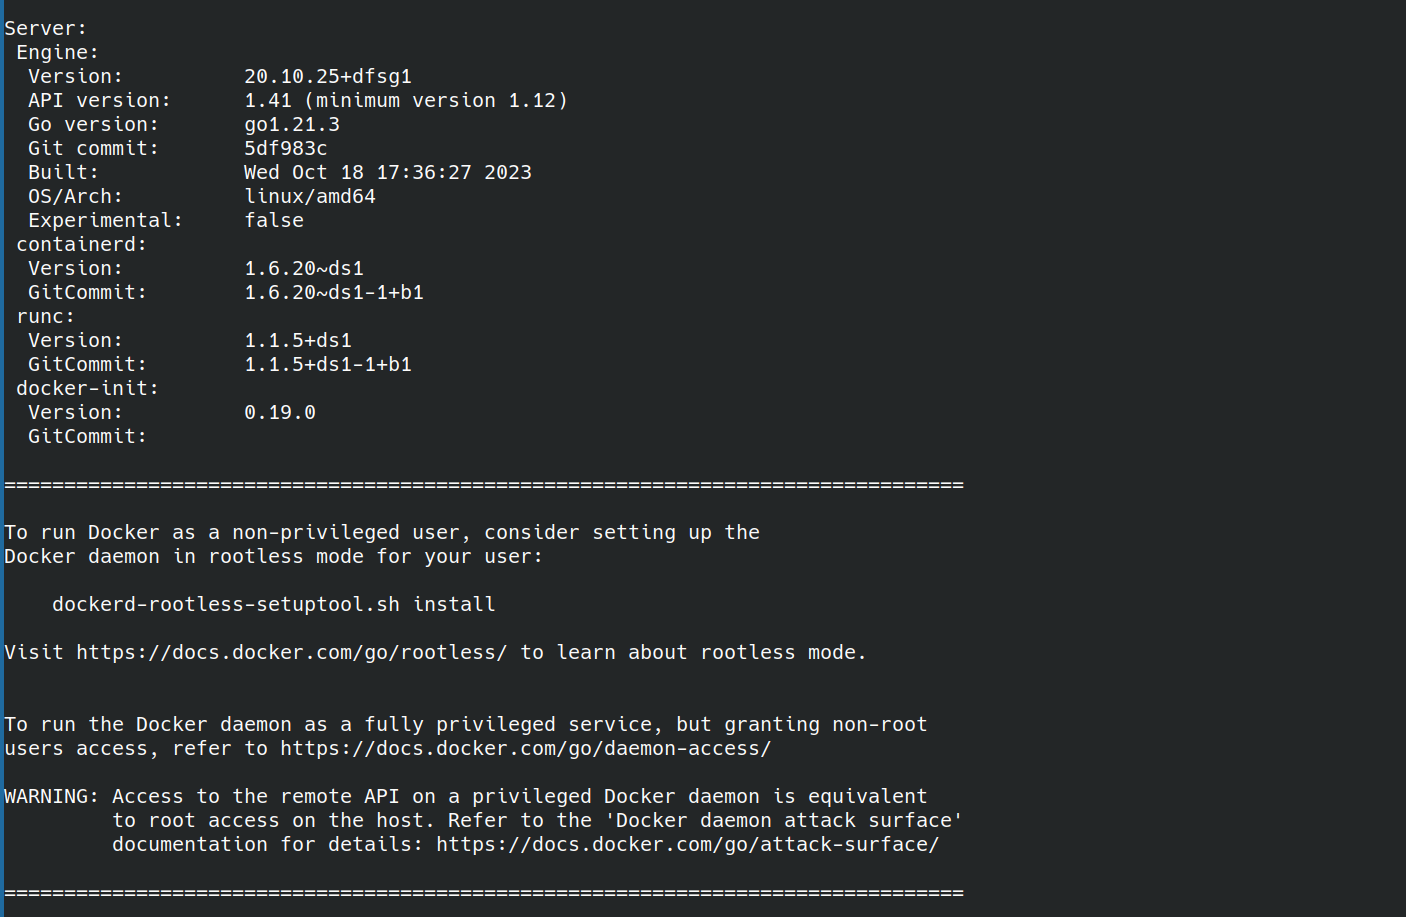 Server:
 Engine:
  Version:          20.10.25+dfsg1
  API version:      1.41 (minimum version 1.12)
  Go version:       go1.21.3
  Git commit:       5df983c
  Built:            Wed Oct 18 17:36:27 2023
  OS/Arch:          linux/amd64
  Experimental:     false
 containerd:
  Version:          1.6.20~ds1
  GitCommit:        1.6.20~ds1-1+b1
 runc:
  Version:          1.1.5+ds1
  GitCommit:        1.1.5+ds1-1+b1
 docker-init:
  Version:          0.19.0
  GitCommit:
================================================================================
To run Docker as a non-privileged user, consider setting up the
Docker daemon in rootless mode for your user:
    dockerd-rootless-setuptool.sh install
Visit https://docs.docker.com/go/rootless/ to learn about rootless mode.
To run the Docker daemon as a fully privileged service, but granting non-root
users access, refer to https://docs.docker.com/go/daemon-access/
WARNING: Access to the remote API on a privileged Docker daemon is equivalent
         to root access on the host. Refer to the 'Docker daemon attack surface'
         documentation for details: https://docs.docker.com/go/attack-surface/
================================================================================